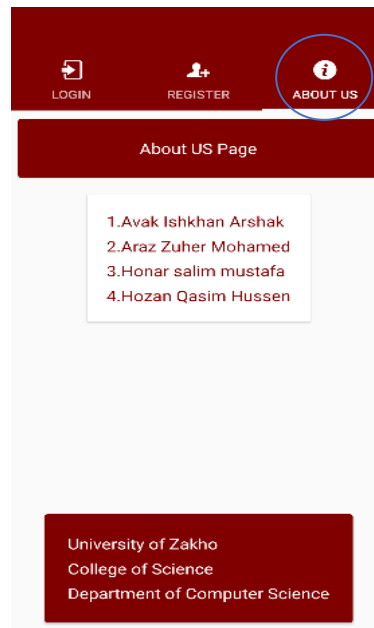 LOGIN REGISTER ABOUT US
About US Page
1.Avak Ishkhan Arshak
2.Araz Zuher Mohamed
3.Honar salim mustafa
4.Hozan Qasim Hussen
University of Zakho
College of Science
Department of Computer Science